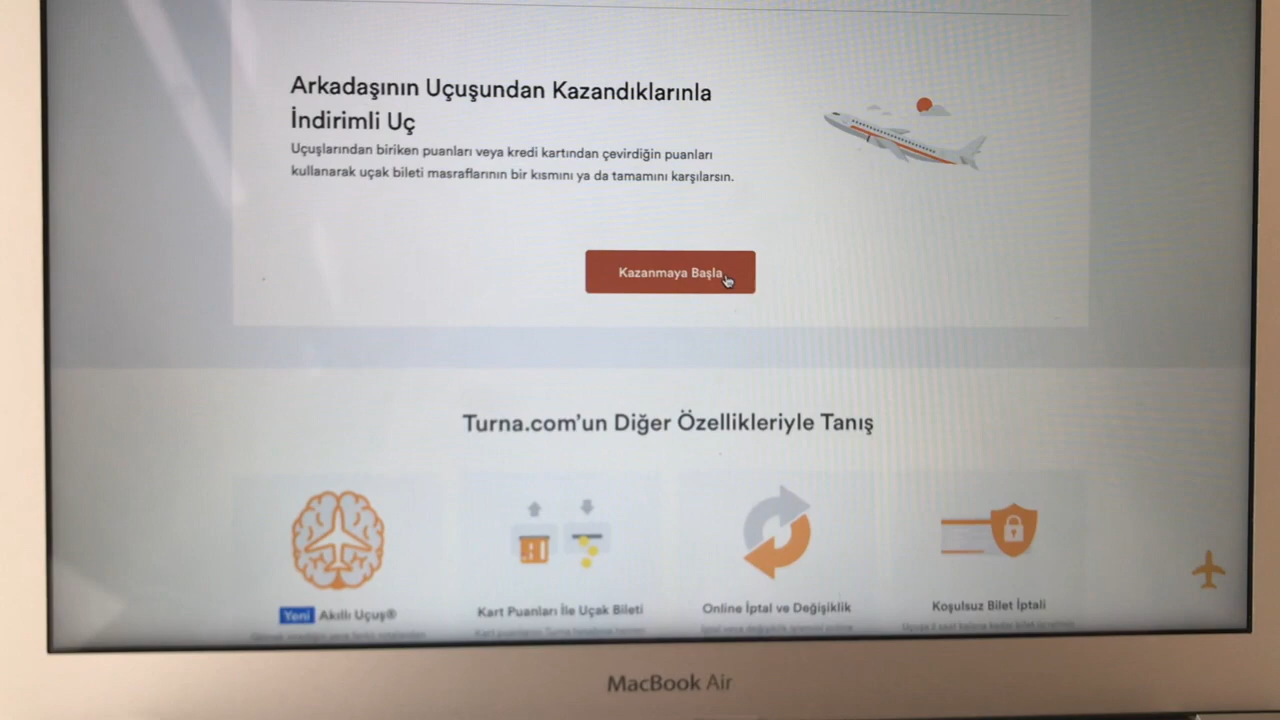 Arkadaşının Uçuşundan Kazandıklarınla
İndirimli Uç
Uçuşlarından biriken puanları veya kredi kartından çevirdiğin puanları
kullanarak uçak bileti masraflarının bir kısmını ya da tamamını karşılarsın.
Kazanmaya Başla
Turna.com'un Diğer Özellikleriyle Tanış
Yeni Akıllı Uçuş®
Kart Puanları İle Uçak Bileti
Online İptal ve Değişiklik
Koşulsuz Bilet İptali
MacBook Air